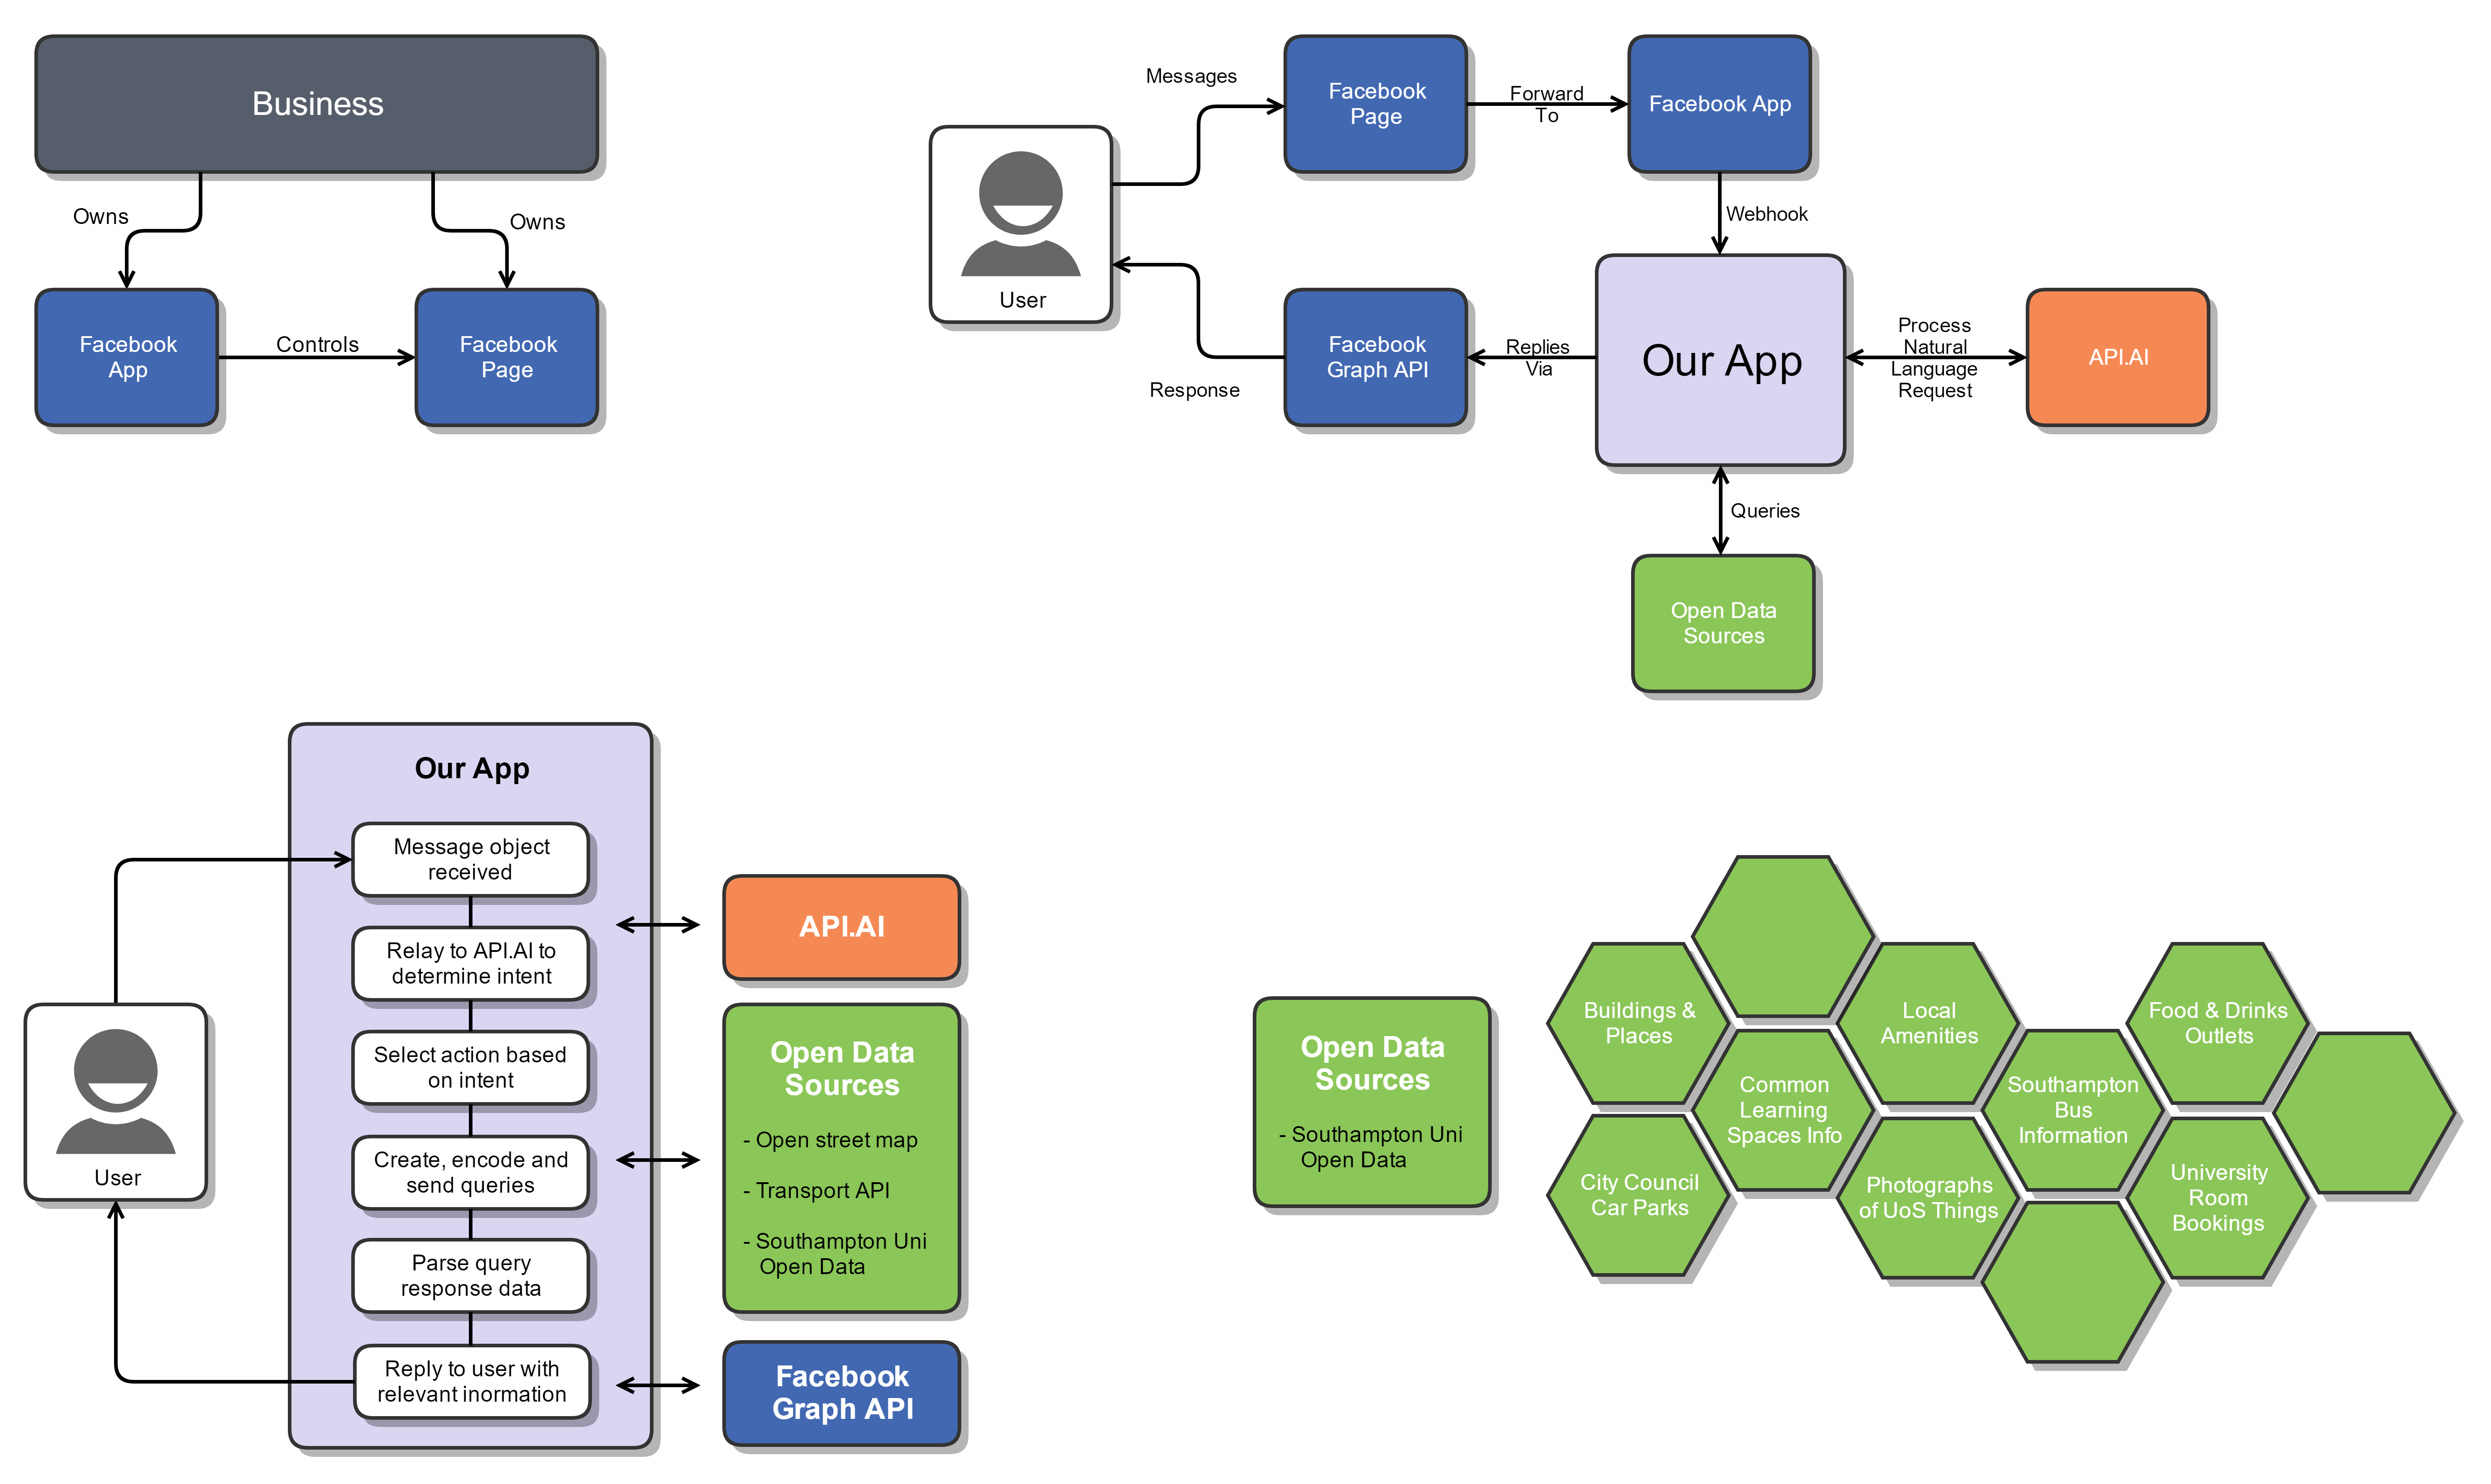 Business
Owns
Owns
Facebook
App
Controls
Facebook
Page
Messages
Facebook
Page
Forward
To
Facebook App
User
Webhook
Response
Facebook
Graph API
Replies
Via
Our App
Process
Natural
Language
Request
API.AI
Queries
Open Data
Sources
Our App
Message object
received
Relay to API.AI to
determine intent
Select action based
on intent
Create, encode and
send queries
Parse query
response data
Reply to user with
relevant inormation
User
API.AI
Open Data
Sources
- Open street map
- Transport API
- Southampton Uni
Open Data
Facebook
Graph API
Open Data
Sources
- Southampton Uni
Open Data
Buildings &
Places
Common
Learning
Spaces Info
City Council
Car Parks
Local
Amenities
Photographs
of UoS Things
Southampton
Bus
Information
Food & Drinks
Outlets
University
Room
Bookings